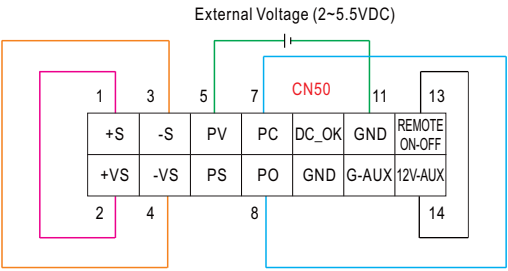 External Voltage (2~5.5VDC)
CN50
1 3 5 7 11 13
+S -S PV PC DC_OK GND REMOTE
ON-OFF
+VS -VS PS PO GND G-AUX 12V-AUX
2 4 8 14